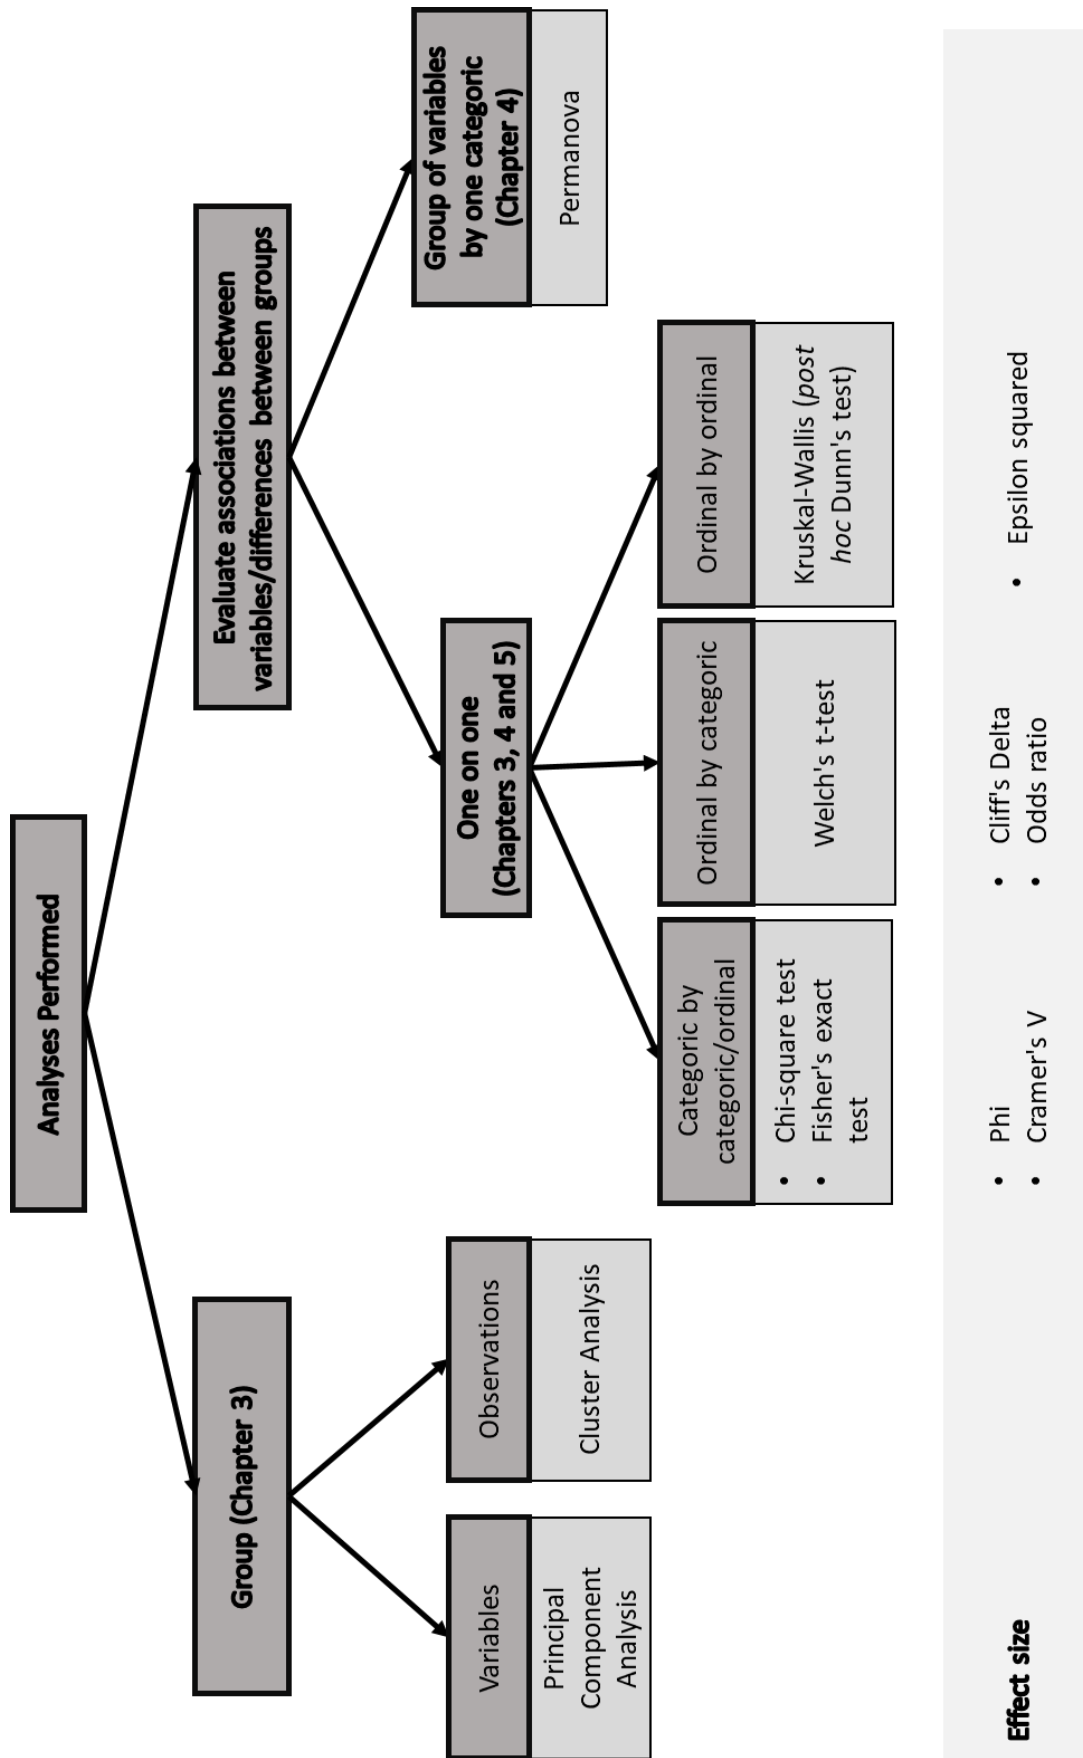 Analyses Performed
Group (Chapter 3)
Evaluate associations between
variables/differences between groups
Variables
Principal
Component
Analysis
Observations
Cluster Analysis
One on one
(Chapters 3, 4 and 5)
Group of variables
by one categoric
(Chapter 4)
Permanova
Categoric by
categoric/ordinal
• Chi-square test
• Fisher's exact
test
Ordinal by categoric
Welch's t-test
Ordinal by ordinal
Kruskal-Wallis (post
hoc Dunn's test)
Effect size
• Phi
• Cramer's V
• Cliff's Delta
• Odds ratio
• Epsilon squared